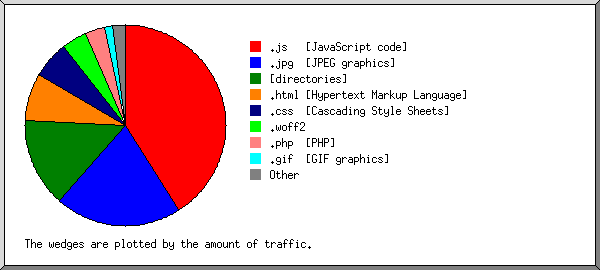 .js [JavaScript code]
.jpg [JPEG graphics]
[directories]
.html [Hypertext Markup Language]
.css [Cascading Style Sheets]
.woff2
.php [PHP]
.gif [GIF graphics]
Other
The wedges are plotted by the amount of traffic.